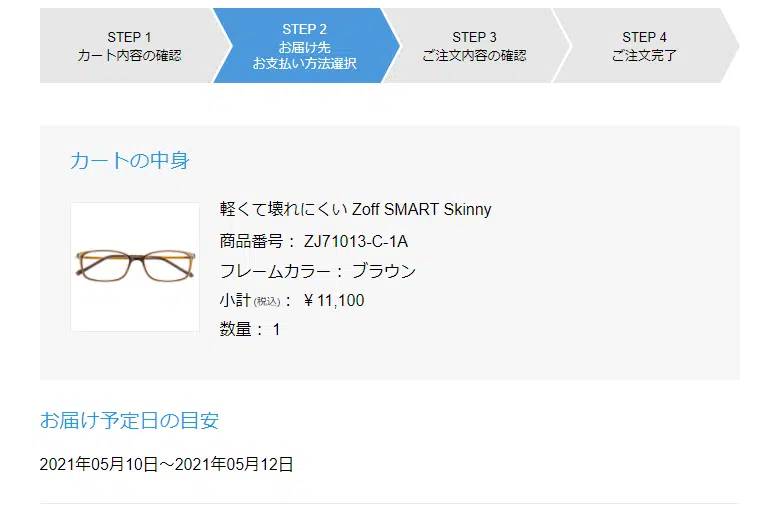 STEP 1
カート内容の確認
STEP 2
お届け先
お支払い方法選択
STEP 3
ご注文内容の確認
STEP 4
ご注文完了
カートの中身
軽くて壊れにくい Zoff SMART Skinny
商品番号： ZJ71013-C-1A
フレームカラー： ブラウン
小計(税込)： ￥11,100
数量： 1
お届け予定日の目安
2021年05月10日～2021年05月12日